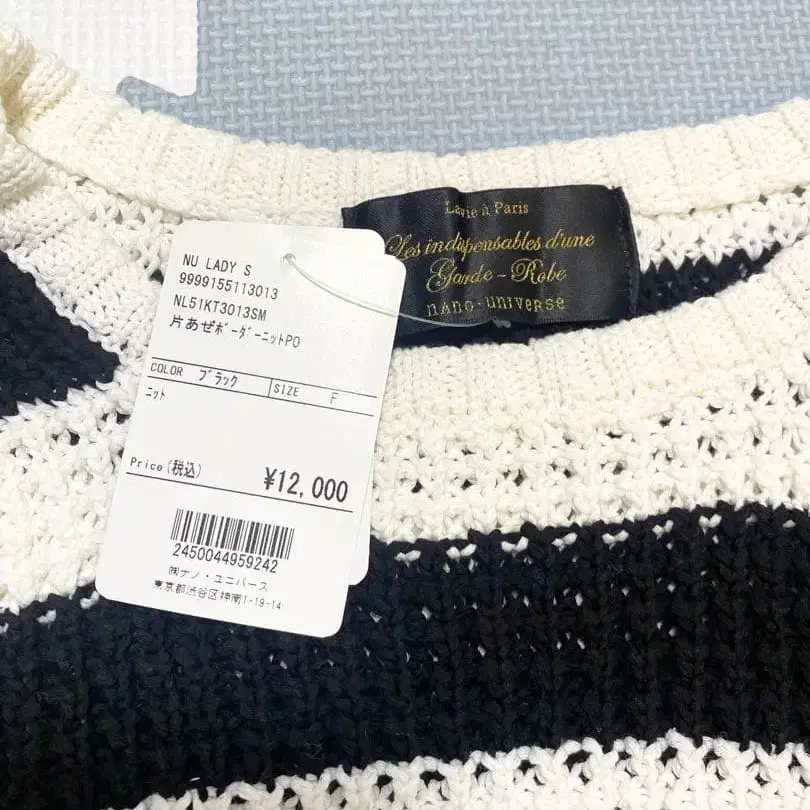 Lavie à Paris
Les indispensables d'une
Garde-Robe
nano·universe
NU LADY S
9999155113013
NL51KT3013SM
片あぜﾎﾞｰﾀﾞｰﾆｯﾄPO
COLOR ブラック SIZE F
ニット
Price(税込) ¥12,000
2450044959242
㈱ナノ・ユニバース
東京都渋谷区神南1-19-14